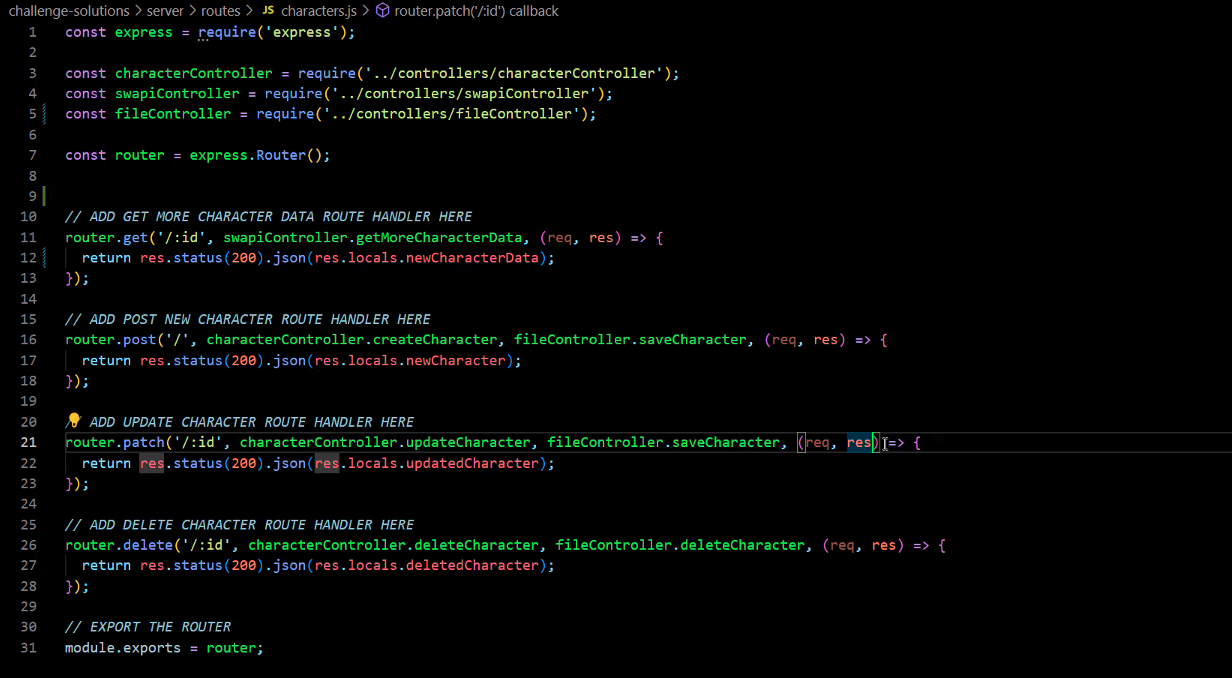 challenge-solutions > server > routes > JS characters.js > router.patch('/:id') callback
1 const express = require('express');
2
3 const characterController = require('../controllers/characterController');
4 const swapiController = require('../controllers/swapiController');
5 const fileController = require('../controllers/fileController');
6
7 const router = express.Router();
8
9
10 // ADD GET MORE CHARACTER DATA ROUTE HANDLER HERE
11 router.get('/:id', swapiController.getMoreCharacterData, (req, res) => {
12 return res.status(200).json(res.locals.newCharacterData);
13 });
14
15 // ADD POST NEW CHARACTER ROUTE HANDLER HERE
16 router.post('/', characterController.createCharacter, fileController.saveCharacter, (req, res) => {
17 return res.status(200).json(res.locals.newCharacter);
18 });
19
20 // ADD UPDATE CHARACTER ROUTE HANDLER HERE
21 router.patch('/:id', characterController.updateCharacter, fileController.saveCharacter, (req, res) => {
22 return res.status(200).json(res.locals.updatedCharacter);
23 });
24
25 // ADD DELETE CHARACTER ROUTE HANDLER HERE
26 router.delete('/:id', characterController.deleteCharacter, fileController.deleteCharacter, (req, res) => {
27 return res.status(200).json(res.locals.deletedCharacter);
28 });
29
30 // EXPORT THE ROUTER
31 module.exports = router;